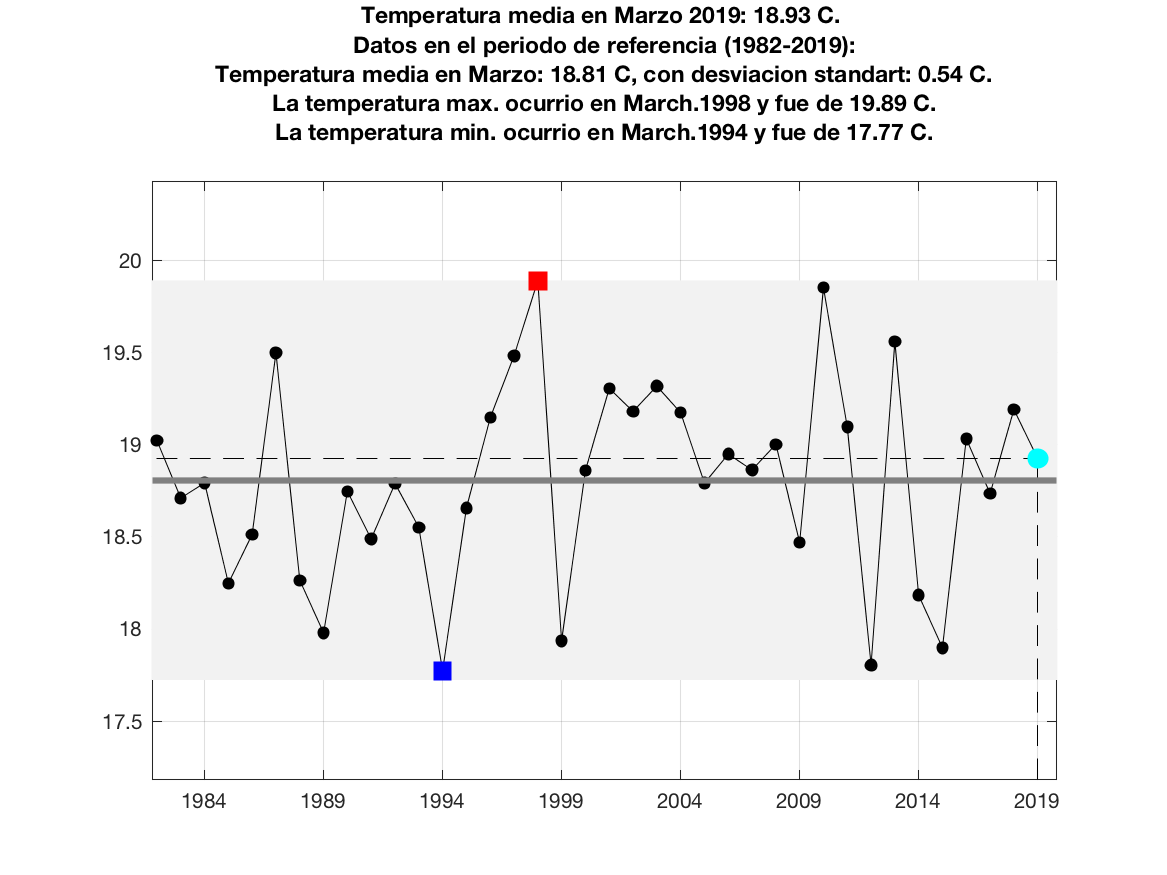 Temperatura media en Marzo 2019: 18.93 C.
Datos en el periodo de referencia (1982-2019):
Temperatura media en Marzo: 18.81 C, con desviacion standart: 0.54 C.
La temperatura max. ocurrio en March.1998 y fue de 19.89 C.
La temperatura min. ocurrio en March.1994 y fue de 17.77 C.
20
19.5
19
18.5
18
17.5
1984 1989 1994 1999 2004 2009 2014 2019